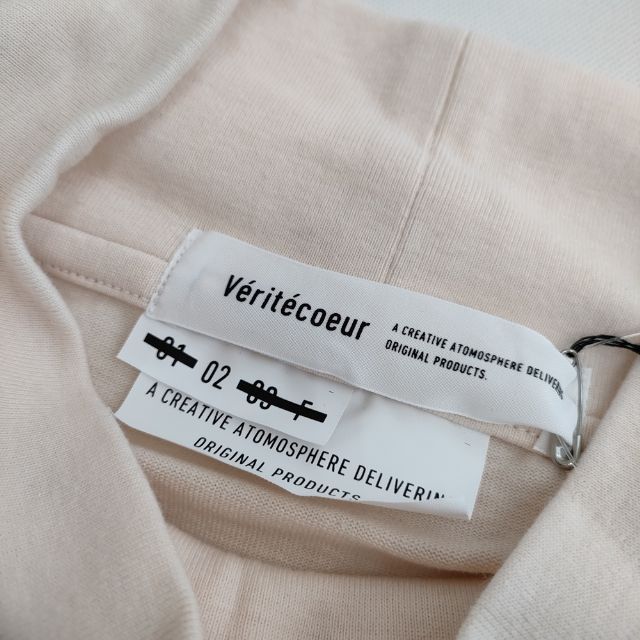 Véritécoeur
A CREATIVE ATOMOSPHERE DELIVERING
ORIGINAL PRODUCTS.
01 02 03 F
A CREATIVE ATOMOSPHERE DELIVERIN
ORIGINAL PRODUCTS